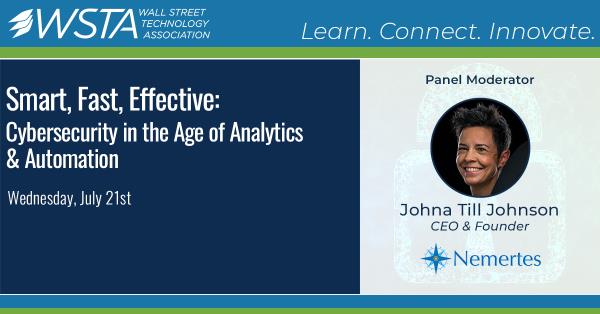 WSTA
WALL STREET
TECHNOLOGY
ASSOCIATION
Learn. Connect. Innovate.
Smart, Fast, Effective:
Cybersecurity in the Age of Analytics
& Automation
Wednesday, July 21st
Panel Moderator
Johna Till Johnson
CEO & Founder
Nemertes